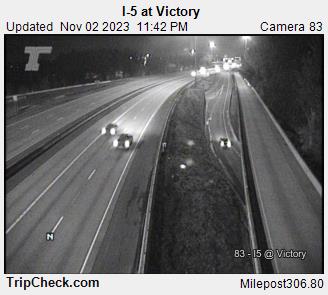 I-5 at Victory
Updated Nov 02 2023 11:42 PM Camera 83
T
N
83 - I5 @ Victory
TripCheck.com Milepost306.80